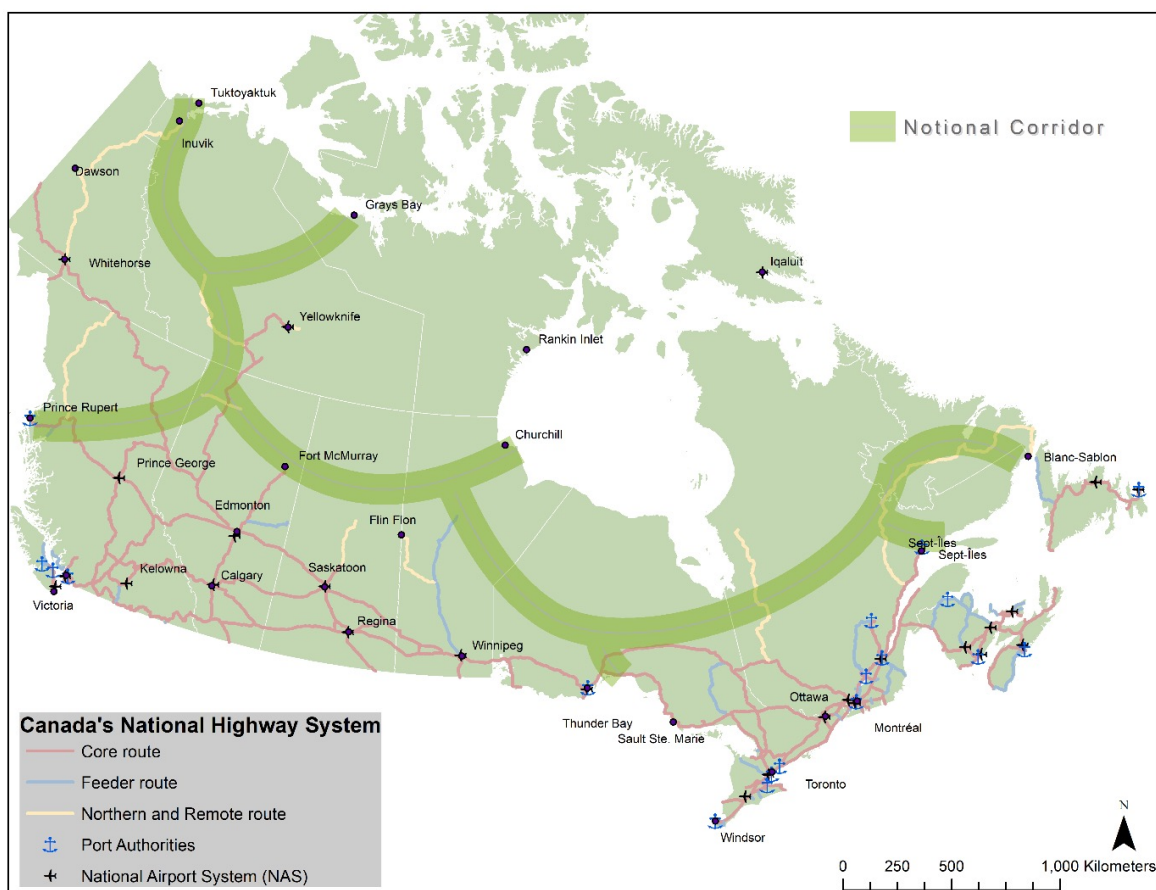 Tuktoyaktuk
Inuvik
Notional Corridor
Dawson
Grays Bay
Whitehorse
Iqaluit
Yellowknife
Rankin Inlet
Prince Rupert
Churchill
Blanc-Sablon
Fort McMurray
Prince George
Edmonton
Flin Flon
Sept-Îles
Sept-Îles
Kelowna
Calgary
Saskatoon
Victoria
Regina
Winnipeg
Ottawa
Thunder Bay
Montréal
Sault Ste. Marie
Toronto
Windsor
Canada's National Highway System
Core route
Feeder route
Northern and Remote route
Port Authorities
National Airport System (NAS)
N
0 250 500 1,000 Kilometers